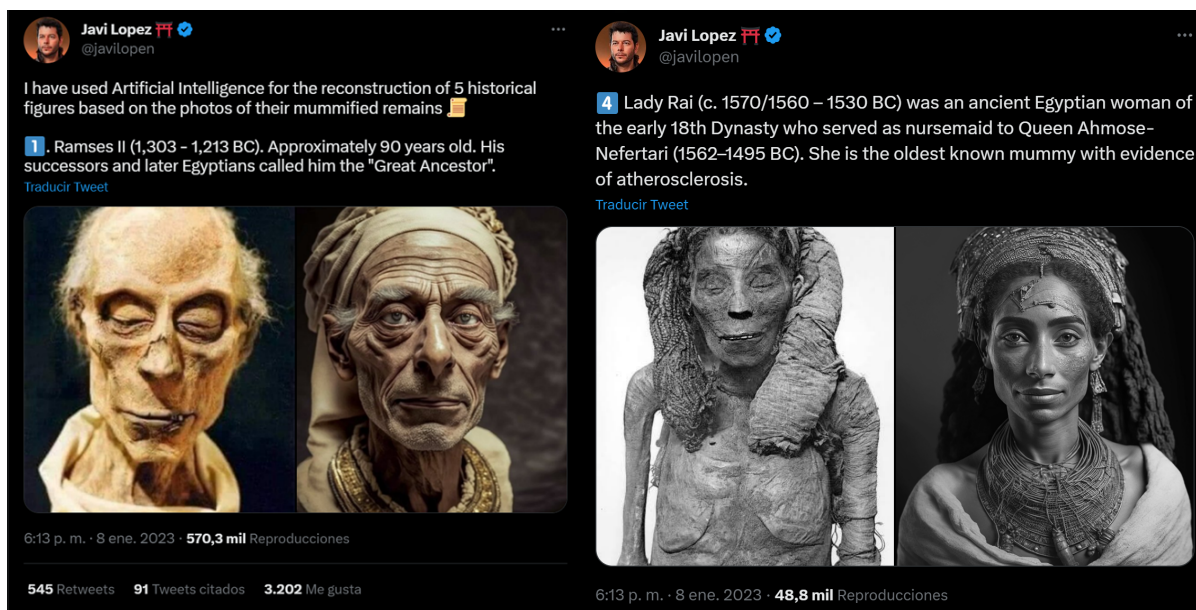 Javi Lopez ⛩️
@javilopen
I have used Artificial Intelligence for the reconstruction of 5 historical
figures based on the photos of their mummified remains 📜
1️⃣. Ramses II (1,303 - 1,213 BC). Approximately 90 years old. His
successors and later Egyptians called him the "Great Ancestor".
Traducir Tweet
6:13 p. m. · 8 ene. 2023 · 570,3 mil Reproducciones
545 Retweets 91 Tweets citados 3.202 Me gusta
Javi Lopez ⛩️
@javilopen
4️⃣ Lady Rai (c. 1570/1560 – 1530 BC) was an ancient Egyptian woman of
the early 18th Dynasty who served as nursemaid to Queen Ahmose-
Nefertari (1562–1495 BC). She is the oldest known mummy with evidence
of atherosclerosis.
Traducir Tweet
6:13 p. m. · 8 ene. 2023 · 48,8 mil Reproducciones